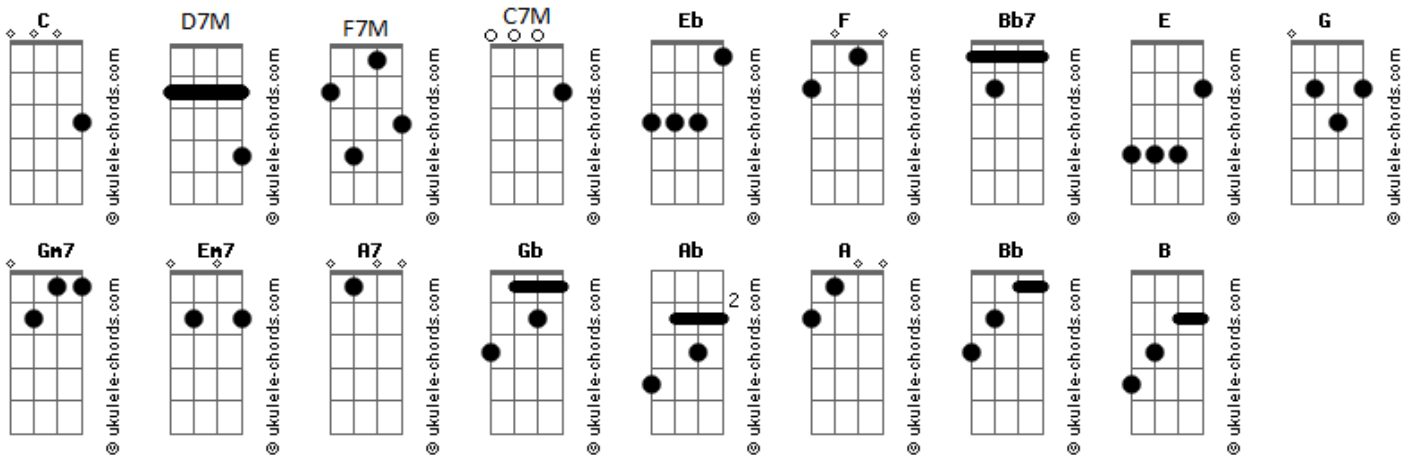 C D7M F7M C7M Eb F Bb7 E G
© ukulele-chords.com © ukulele-chords.com © ukulele-chords.com © ukulele-chords.com © ukulele-chords.com © ukulele-chords.com © ukulele-chords.com © ukulele-chords.com © ukulele-chords.com
Gm7 Em7 A7 Gb Ab A Bb B
2
© ukulele-chords.com © ukulele-chords.com © ukulele-chords.com © ukulele-chords.com © ukulele-chords.com © ukulele-chords.com © ukulele-chords.com © ukulele-chords.com